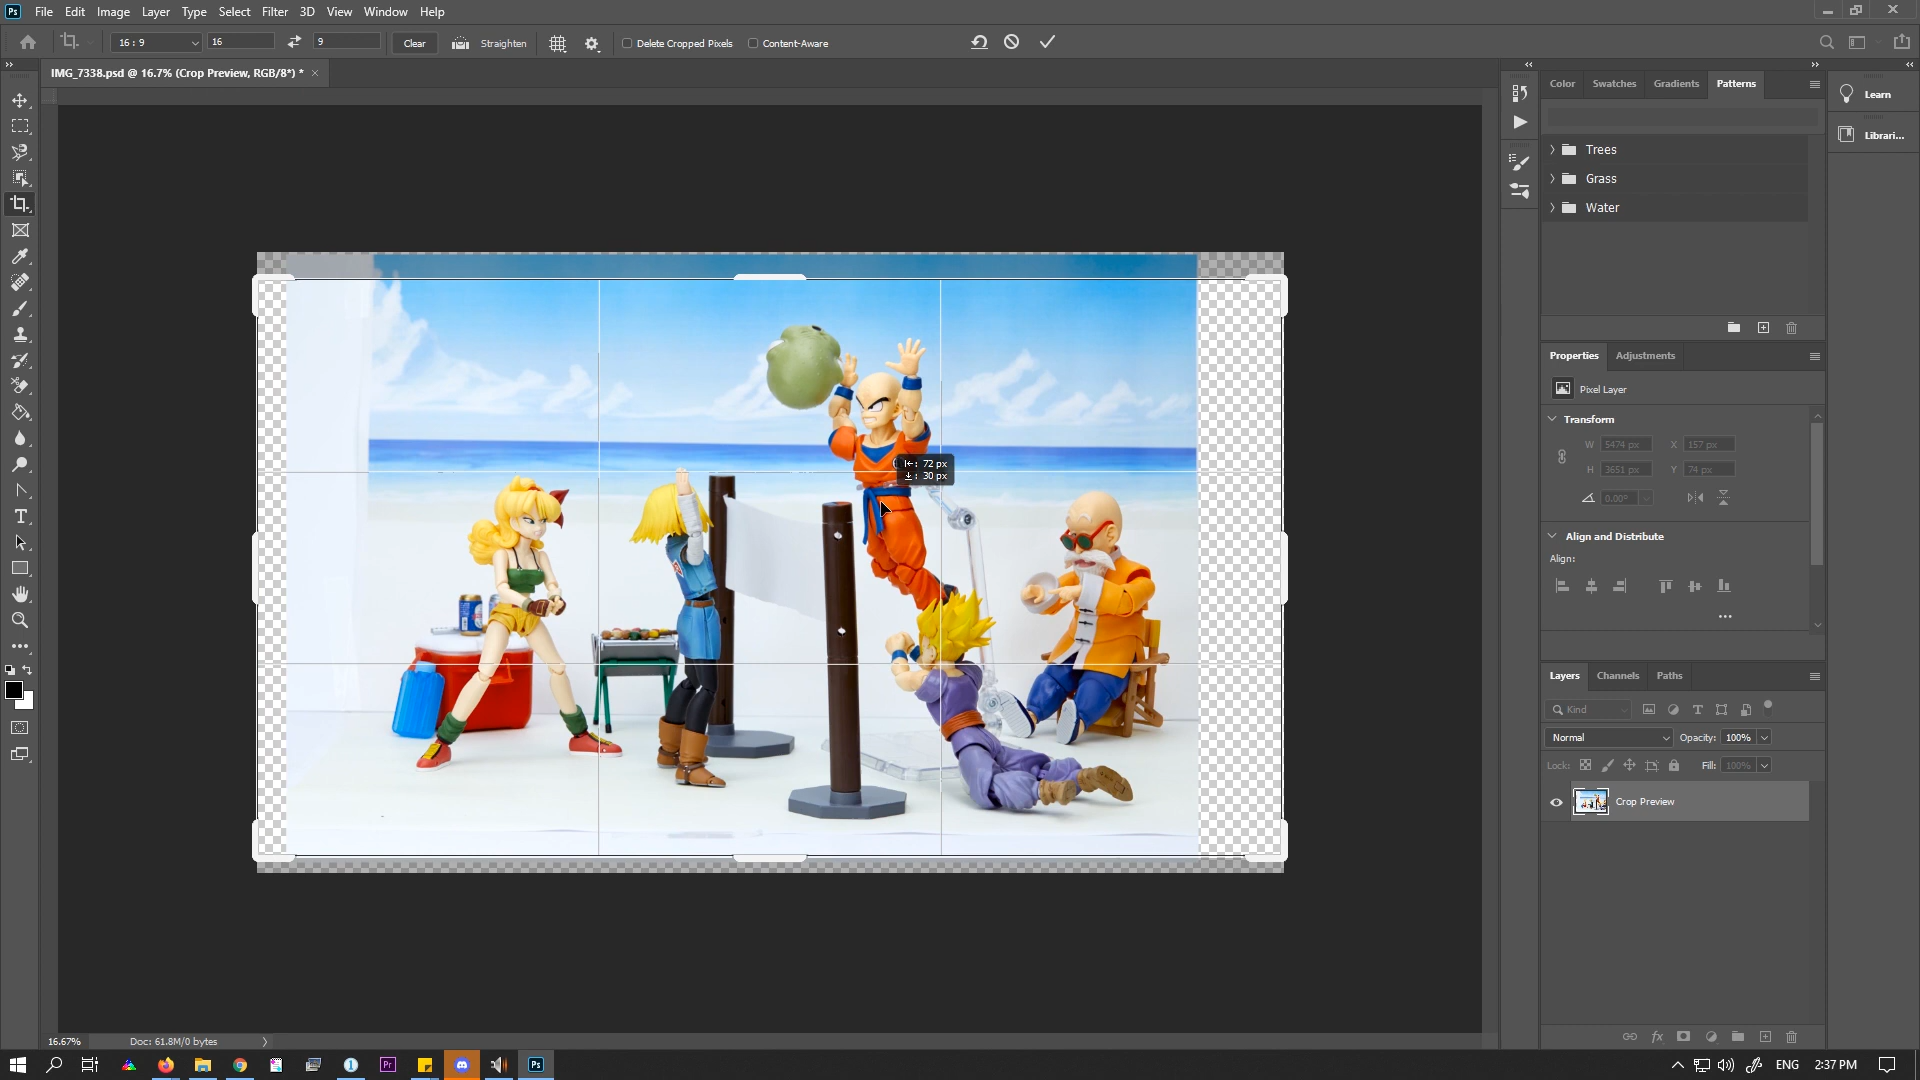 Ps File Edit Image Layer Type Select Filter 3D View Window Help
16 : 9 16 9 Clear Straighten Delete Cropped Pixels Content-Aware
IMG_7338.psd @ 16.7% (Crop Preview, RGB/8*) * ×
Color Swatches Gradients Patterns
Learn
Librari...
Trees
Grass
Water
Properties Adjustments
Pixel Layer
Transform
W 5474 px X 157 px
H 3651 px Y 74 px
0.00°
Align and Distribute
Align:
72 px
30 px
Layers Channels Paths
Kind
Normal Opacity: 100%
Lock: Fill: 100%
Crop Preview
fx
16.67% Doc: 61.8M/0 bytes
Pr Ps ENG 2:37 PM